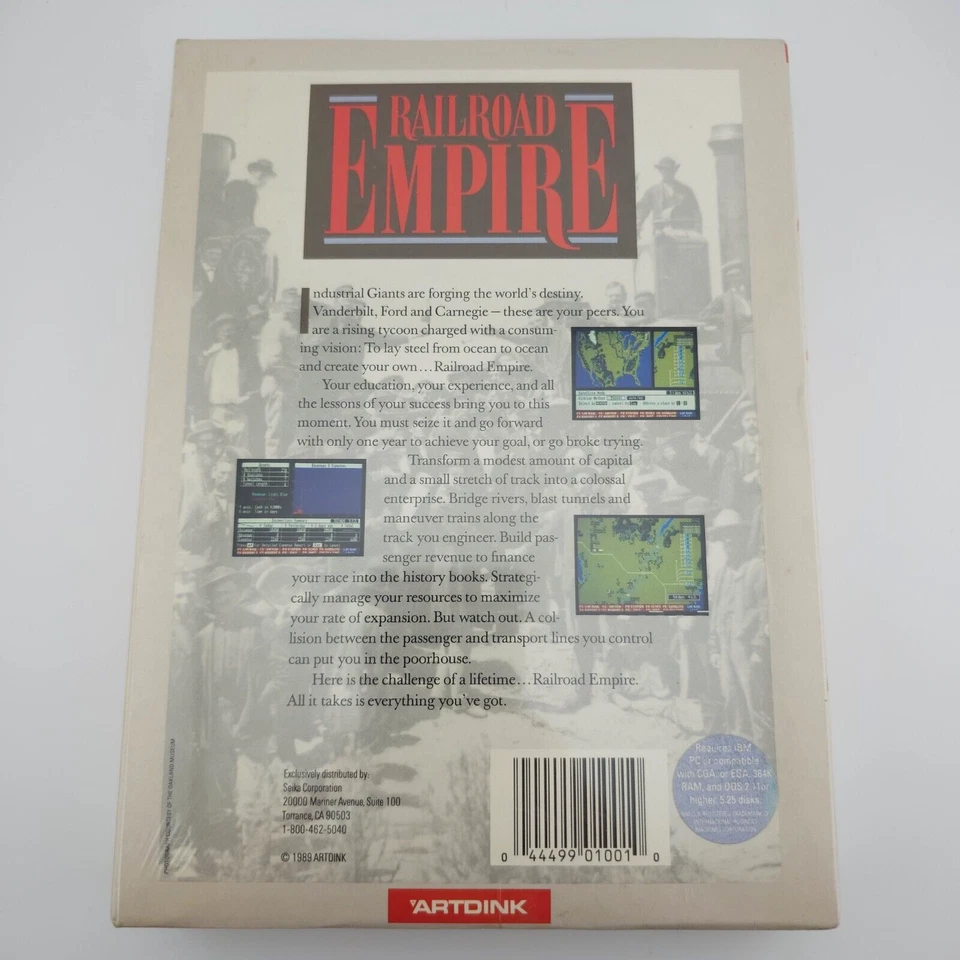 RAILROAD
EMPIRE
Industrial Giants are forging the world's destiny.
Vanderbilt, Ford and Carnegie – these are your peers. You
are a rising tycoon charged with a consum-
ing vision: To lay steel from ocean to ocean
and create your own...Railroad Empire.
Your education, your experience, and all
the lessons of your success bring you to this
moment. You must seize it and go forward
with only one year to achieve your goal, or go broke trying.
Transform a modest amount of capital
and a small stretch of track into a colossal
enterprise. Bridge rivers, blast tunnels and
maneuver trains along the
track you engineer. Build pas-
senger revenue to finance
your race into the history books. Strategi-
cally manage your resources to maximize
your rate of expansion. But watch out. A col-
lision between the passenger and transport lines you control
can put you in the poorhouse.
Here is the challenge of a lifetime...Railroad Empire.
All it takes is everything you've got.
Exclusively distributed by:
Seika Corporation
20000 Mariner Avenue, Suite 100
Torrance, CA 90503
1-800-462-5040
© 1989 ARTDINK
0 44499 01001 0
Requires IBM
PC or compatible
with CGA, or EGA, 384K
RAM, and DOS
higher, 5.25 disks.
INTERNATIONAL BUSINESS
MACHINES CORPORATION
OF THE OAKLAND MUSEUM
ARTDINK